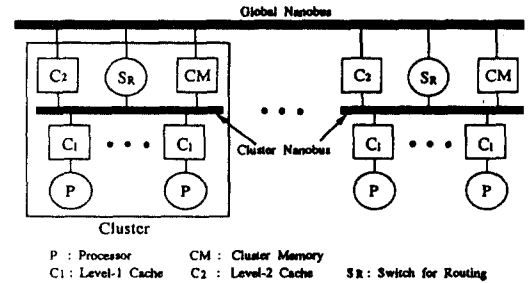 Global Nanobus
C2 SR CM C2 SR CM
Cluster Nanobus
C1 C1 C1 C1
P P P P
Cluster
P : Processor CM : Cluster Memory
C1 : Level-1 Cache C2 : Level-2 Cache SR : Switch for Routing